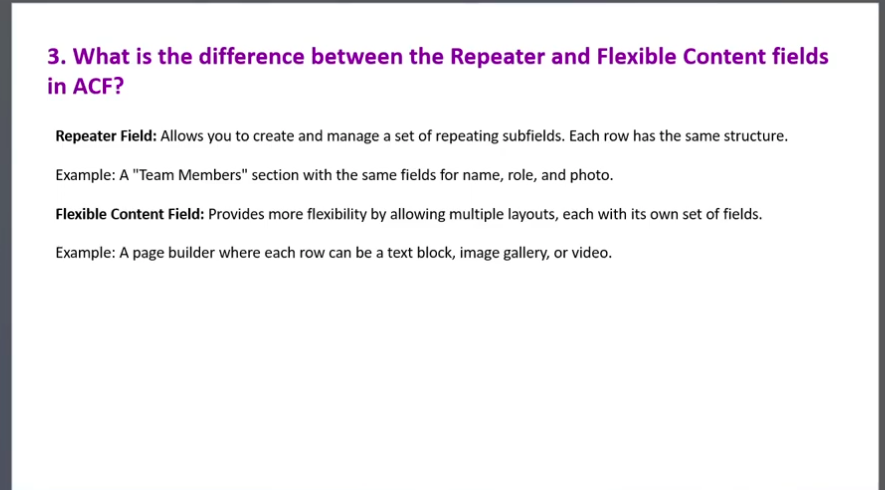 3. What is the difference between the Repeater and Flexible Content fields
in ACF?
Repeater Field: Allows you to create and manage a set of repeating subfields. Each row has the same structure.
Example: A "Team Members" section with the same fields for name, role, and photo.
Flexible Content Field: Provides more flexibility by allowing multiple layouts, each with its own set of fields.
Example: A page builder where each row can be a text block, image gallery, or video.